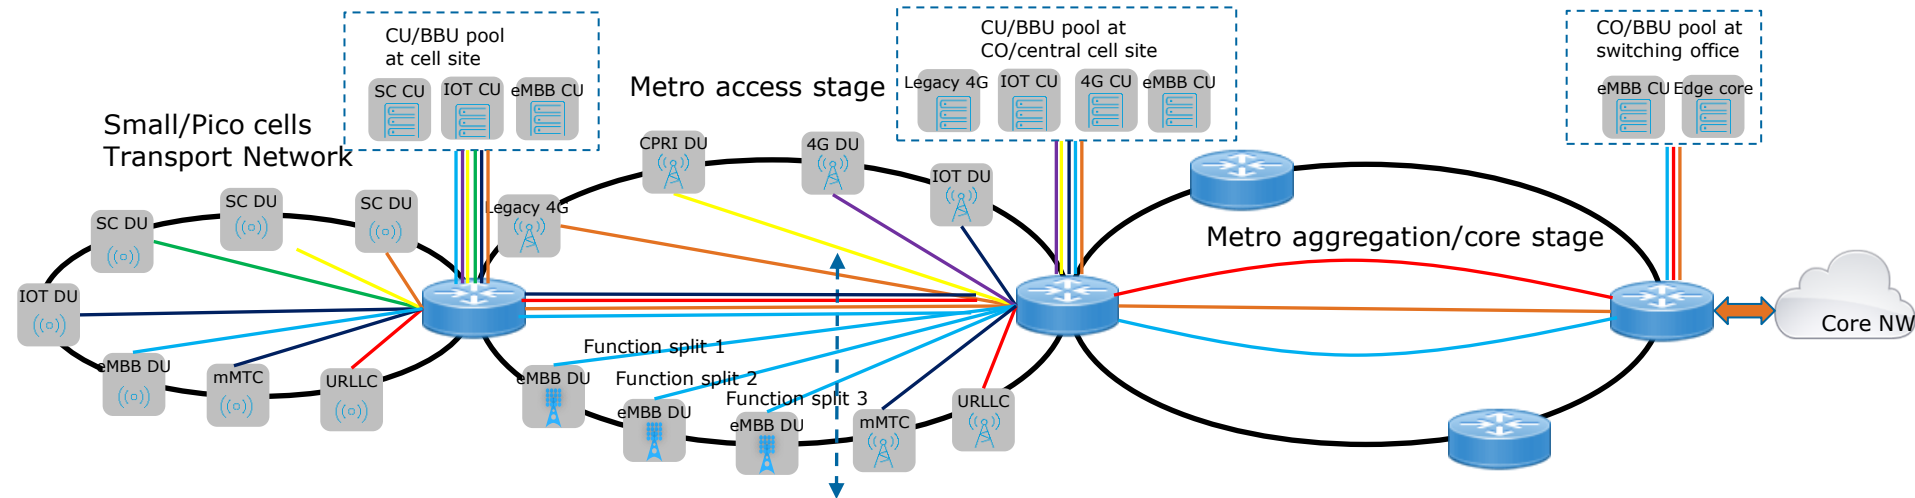 CU/BBU pool
at cell site
SC CU
IOT CU
eMBB CU
CU/BBU pool at
CO/central cell site
Legacy 4G
IOT CU
4G CU
eMBB CU
CO/BBU pool at
switching office
eMBB CU
Edge core
Metro access stage
Small/Pico cells
Transport Network
CPRI DU
4G DU
IOT DU
Legacy 4G
SC DU
SC DU
SC DU
IOT DU
eMBB DU
mMTC
URLLC
Metro aggregation/core stage
Core NW
Function split 1
Function split 2
Function split 3
eMBB DU
eMBB DU
eMBB DU
mMTC
URLLC